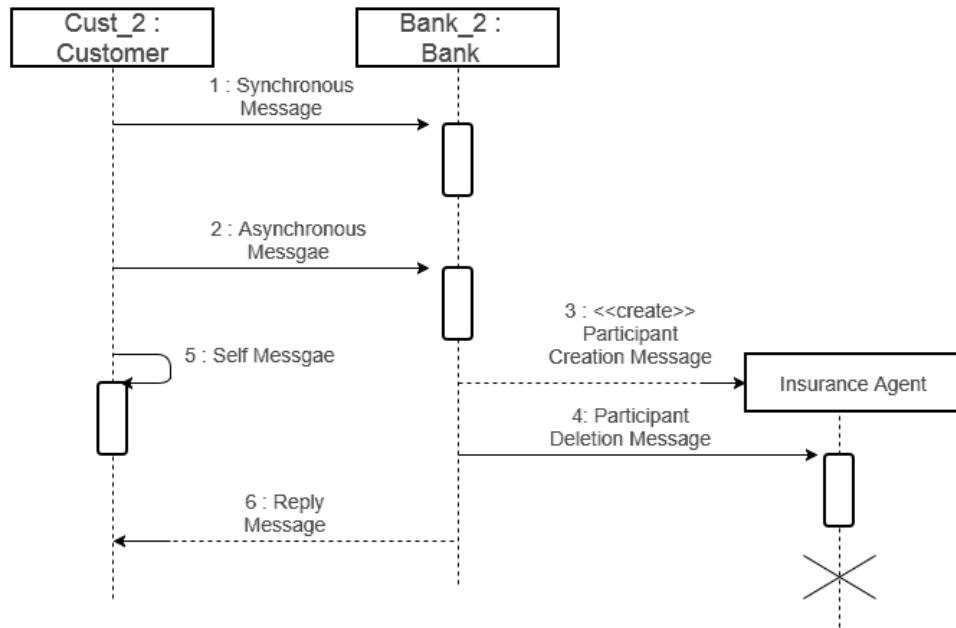 Cust_2 :
Customer
Bank_2 :
Bank
1 : Synchronous
Message
2 : Asynchronous
Messgae
3 : <<create>>
Participant
Creation Message
5 : Self Messgae
Insurance Agent
4: Participant
Deletion Message
6 : Reply
Message